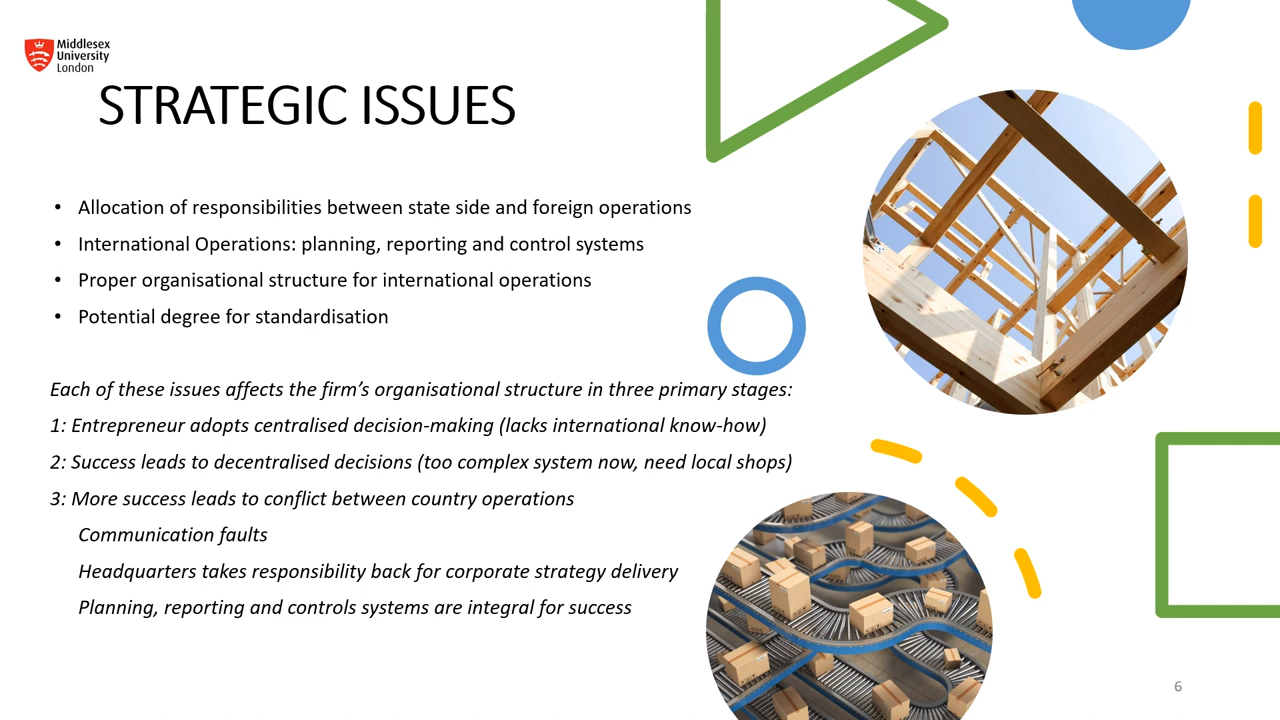 Middlesex
University
London
STRATEGIC ISSUES
• Allocation of responsibilities between state side and foreign operations
• International Operations: planning, reporting and control systems
• Proper organisational structure for international operations
• Potential degree for standardisation
Each of these issues affects the firm’s organisational structure in three primary stages:
1: Entrepreneur adopts centralised decision-making (lacks international know-how)
2: Success leads to decentralised decisions (too complex system now, need local shops)
3: More success leads to conflict between country operations
Communication faults
Headquarters takes responsibility back for corporate strategy delivery
Planning, reporting and controls systems are integral for success
6